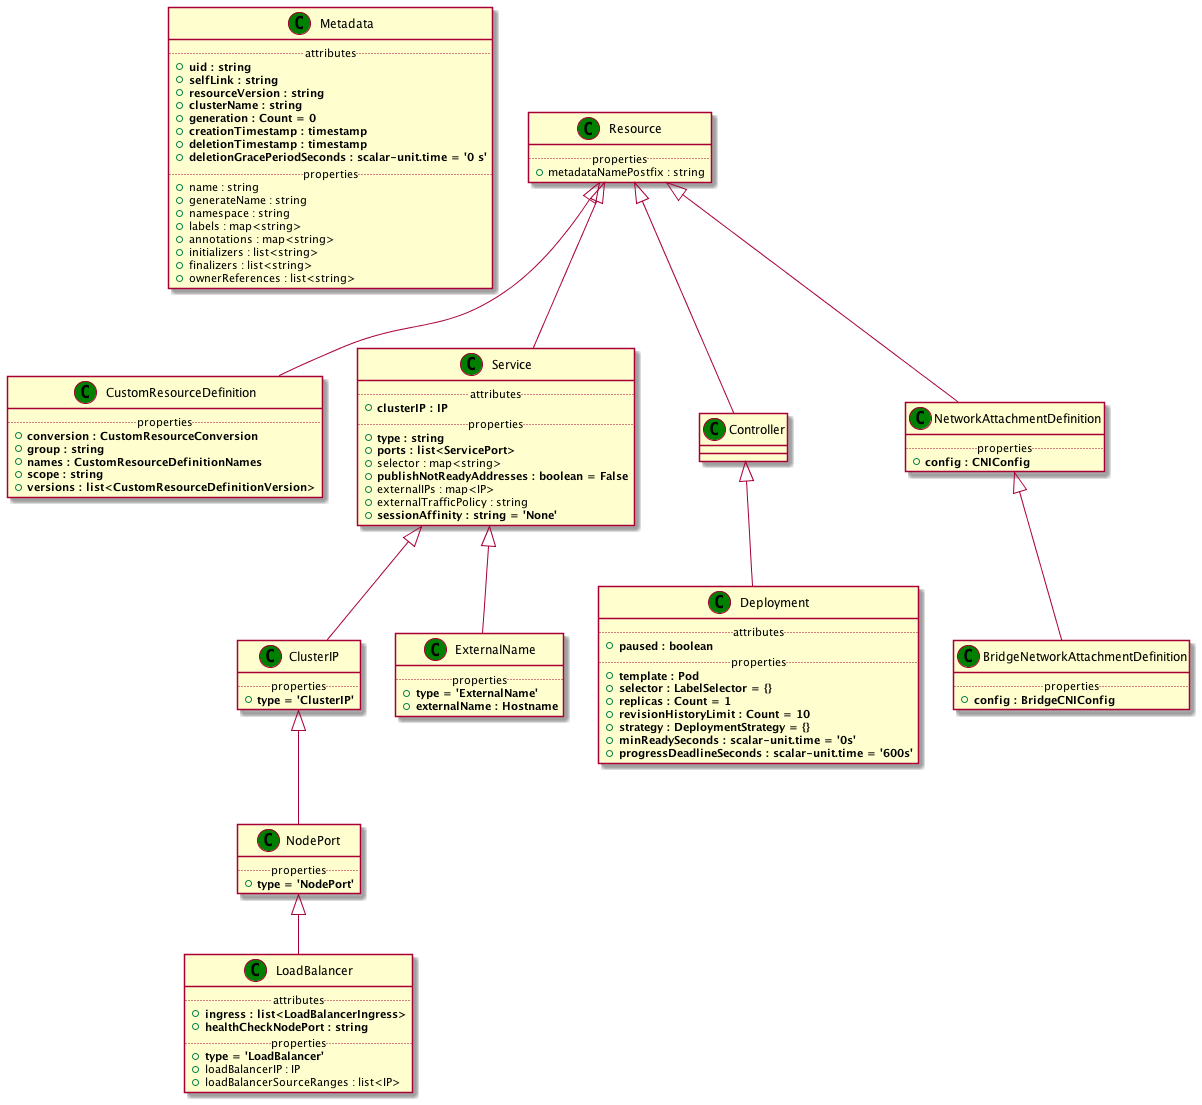 C Metadata
attributes
uid : string
selfLink : string
resourceVersion : string
clusterName : string
generation : Count = 0
creationTimestamp : timestamp
deletionTimestamp : timestamp
deletionGracePeriodSeconds : scalar-unit.time = '0 s'
properties
name : string
generateName : string
namespace : string
labels : map<string>
annotations : map<string>
initializers : list<string>
finalizers : list<string>
ownerReferences : list<string>
C Resource
properties
metadataNamePostfix : string
C CustomResourceDefinition
properties
conversion : CustomResourceConversion
group : string
names : CustomResourceDefinitionNames
scope : string
versions : list<CustomResourceDefinitionVersion>
C Service
attributes
clusterIP : IP
properties
type : string
ports : list<ServicePort>
selector : map<string>
publishNotReadyAddresses : boolean = False
externalIPs : map<IP>
externalTrafficPolicy : string
sessionAffinity : string = 'None'
C Controller
C NetworkAttachmentDefinition
properties
config : CNIConfig
C ClusterIP
properties
type = 'ClusterIP'
C ExternalName
properties
type = 'ExternalName'
externalName : Hostname
C Deployment
attributes
paused : boolean
properties
template : Pod
selector : LabelSelector = {}
replicas : Count = 1
revisionHistoryLimit : Count = 10
strategy : DeploymentStrategy = {}
minReadySeconds : scalar-unit.time = '0s'
progressDeadlineSeconds : scalar-unit.time = '600s'
C BridgeNetworkAttachmentDefinition
properties
config : BridgeCNIConfig
C NodePort
properties
type = 'NodePort'
C LoadBalancer
attributes
ingress : list<LoadBalancerIngress>
healthCheckNodePort : string
properties
type = 'LoadBalancer'
loadBalancerIP : IP
loadBalancerSourceRanges : list<IP>